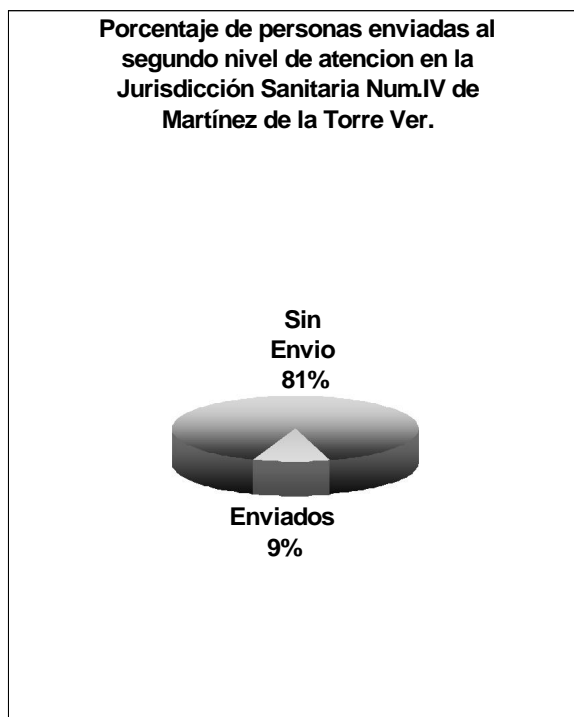 Porcentaje de personas enviadas al
segundo nivel de atencion en la
Jurisdicción Sanitaria Num.IV de
Martínez de la Torre Ver.
Sin
Envio
81%
Enviados
9%